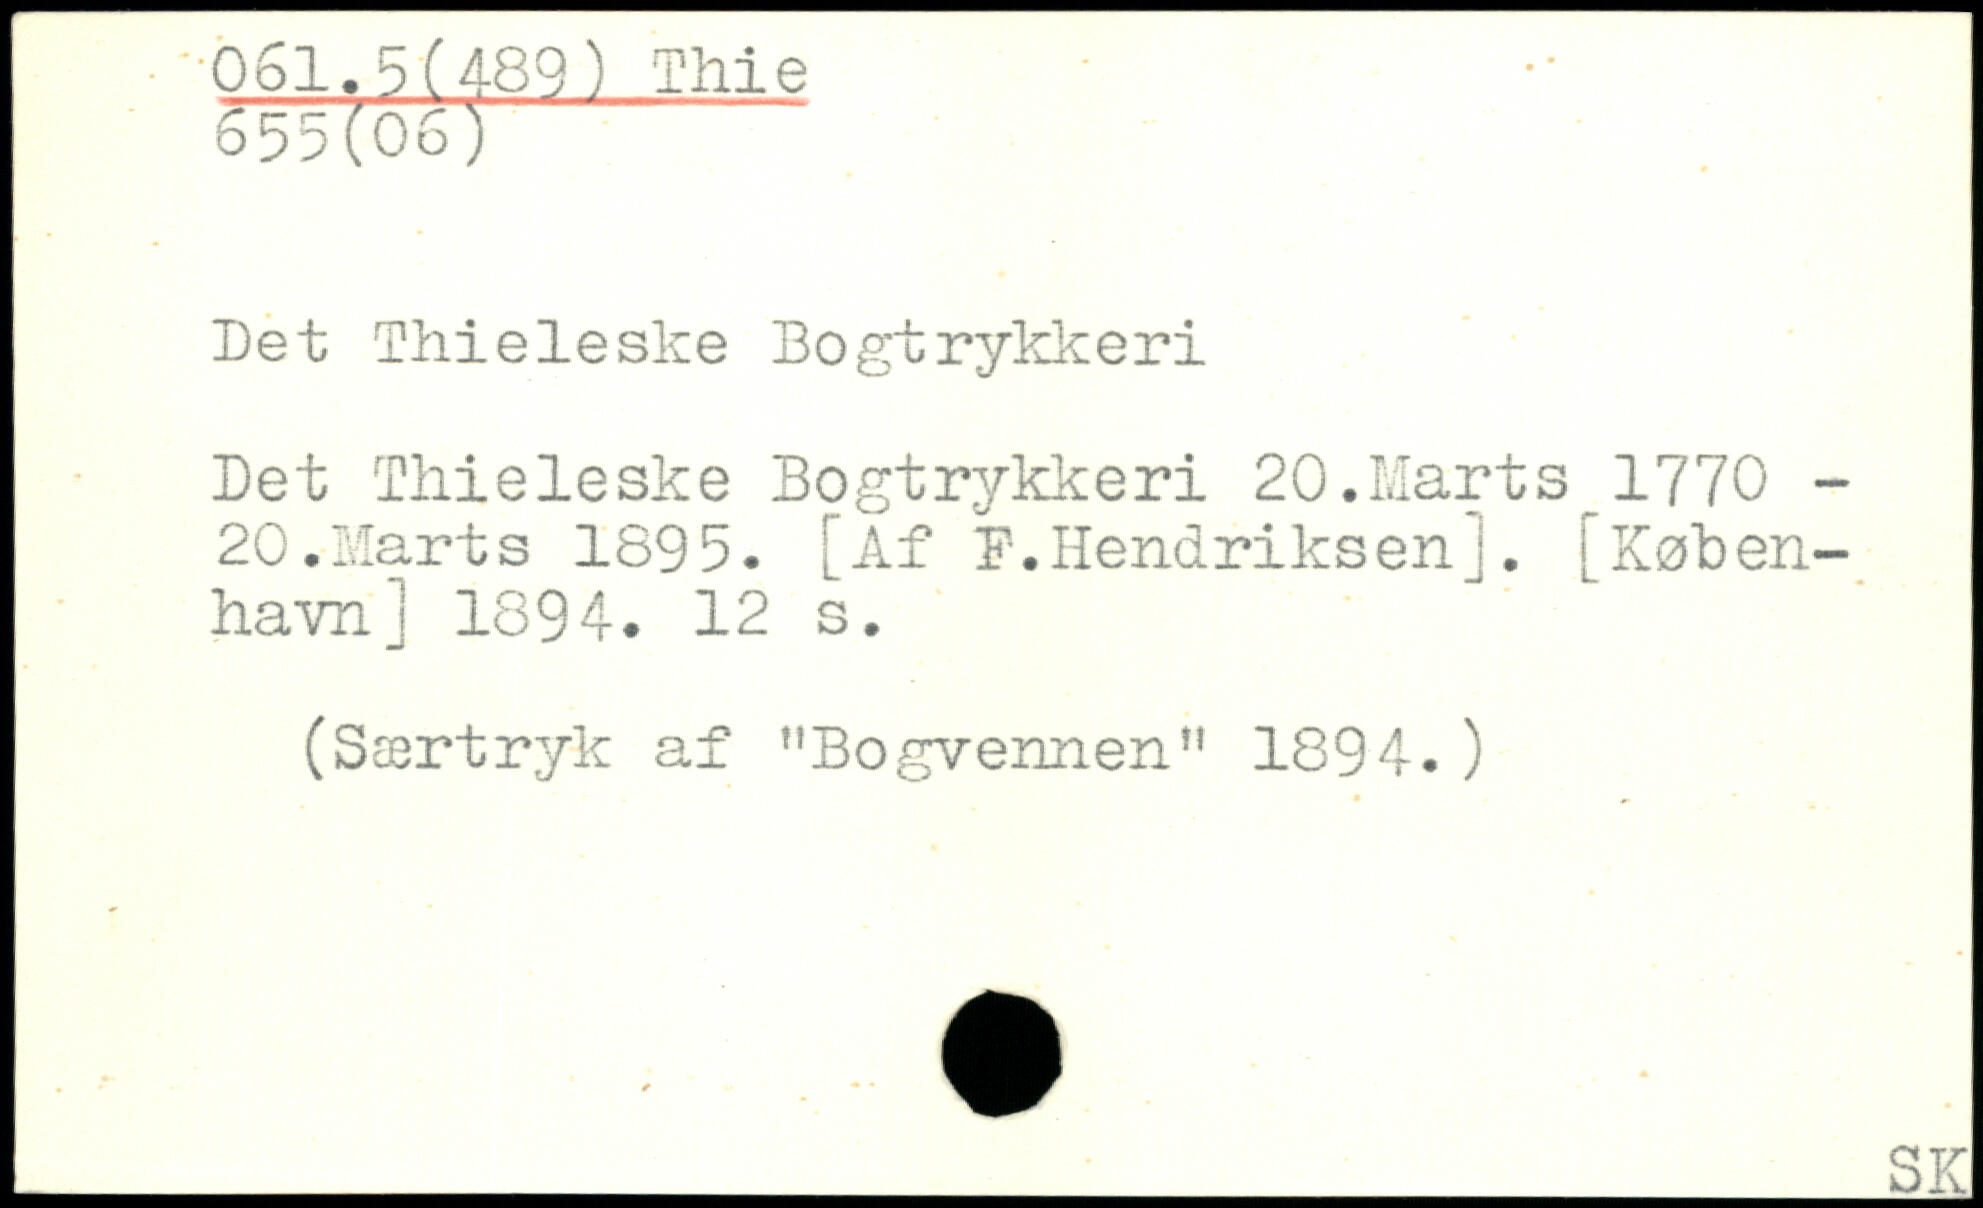 061.5(489) Thie
655(06)
Det Thieleske Bogtrykkeri
Det Thieleske Bogtrykkeri 20.Marts 1770 -
20.Marts 1895. [Af F.Hendriksen]. [Køben-
havn] 1894. 12 s.
(Særtryk af "Bogvennen" 1894.)
SK